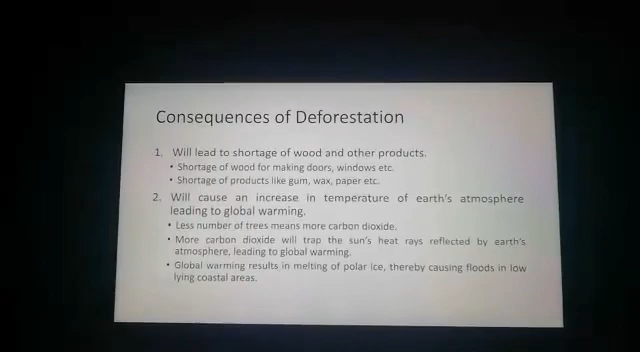 Consequences of Deforestation
1. Will lead to shortage of wood and other products.
• Shortage of wood for making doors, windows etc.
• Shortage of products like gum, wax, paper etc.
2. Will cause an increase in temperature of earth's atmosphere
leading to global warming.
• Less number of trees means more carbon dioxide.
• More carbon dioxide will trap the sun's heat rays reflected by earth's
atmosphere, leading to global warming.
• Global warming results in melting of polar ice, thereby causing floods in low
lying coastal areas.